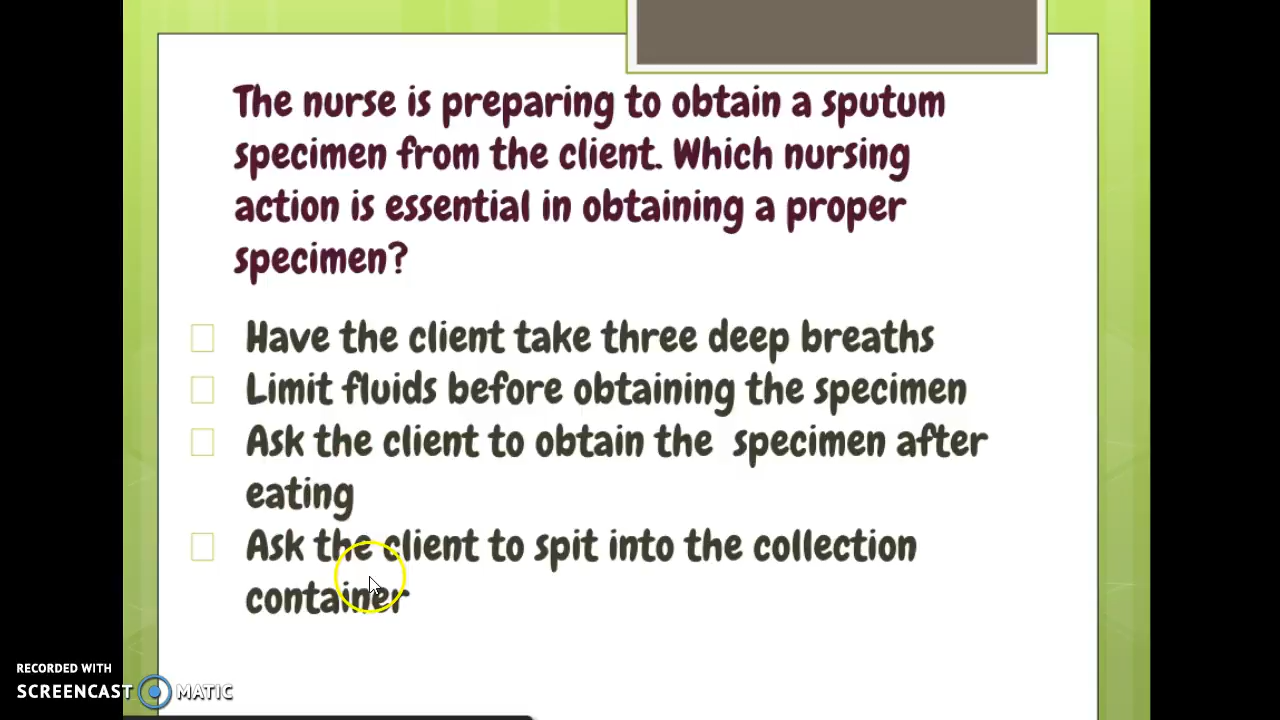 The nurse is preparing to obtain a sputum
specimen from the client. Which nursing
action is essential in obtaining a proper
specimen?
Have the client take three deep breaths
Limit fluids before obtaining the specimen
Ask the client to obtain the specimen after
eating
Ask the client to spit into the collection
container
RECORDED WITH
SCREENCAST MATIC